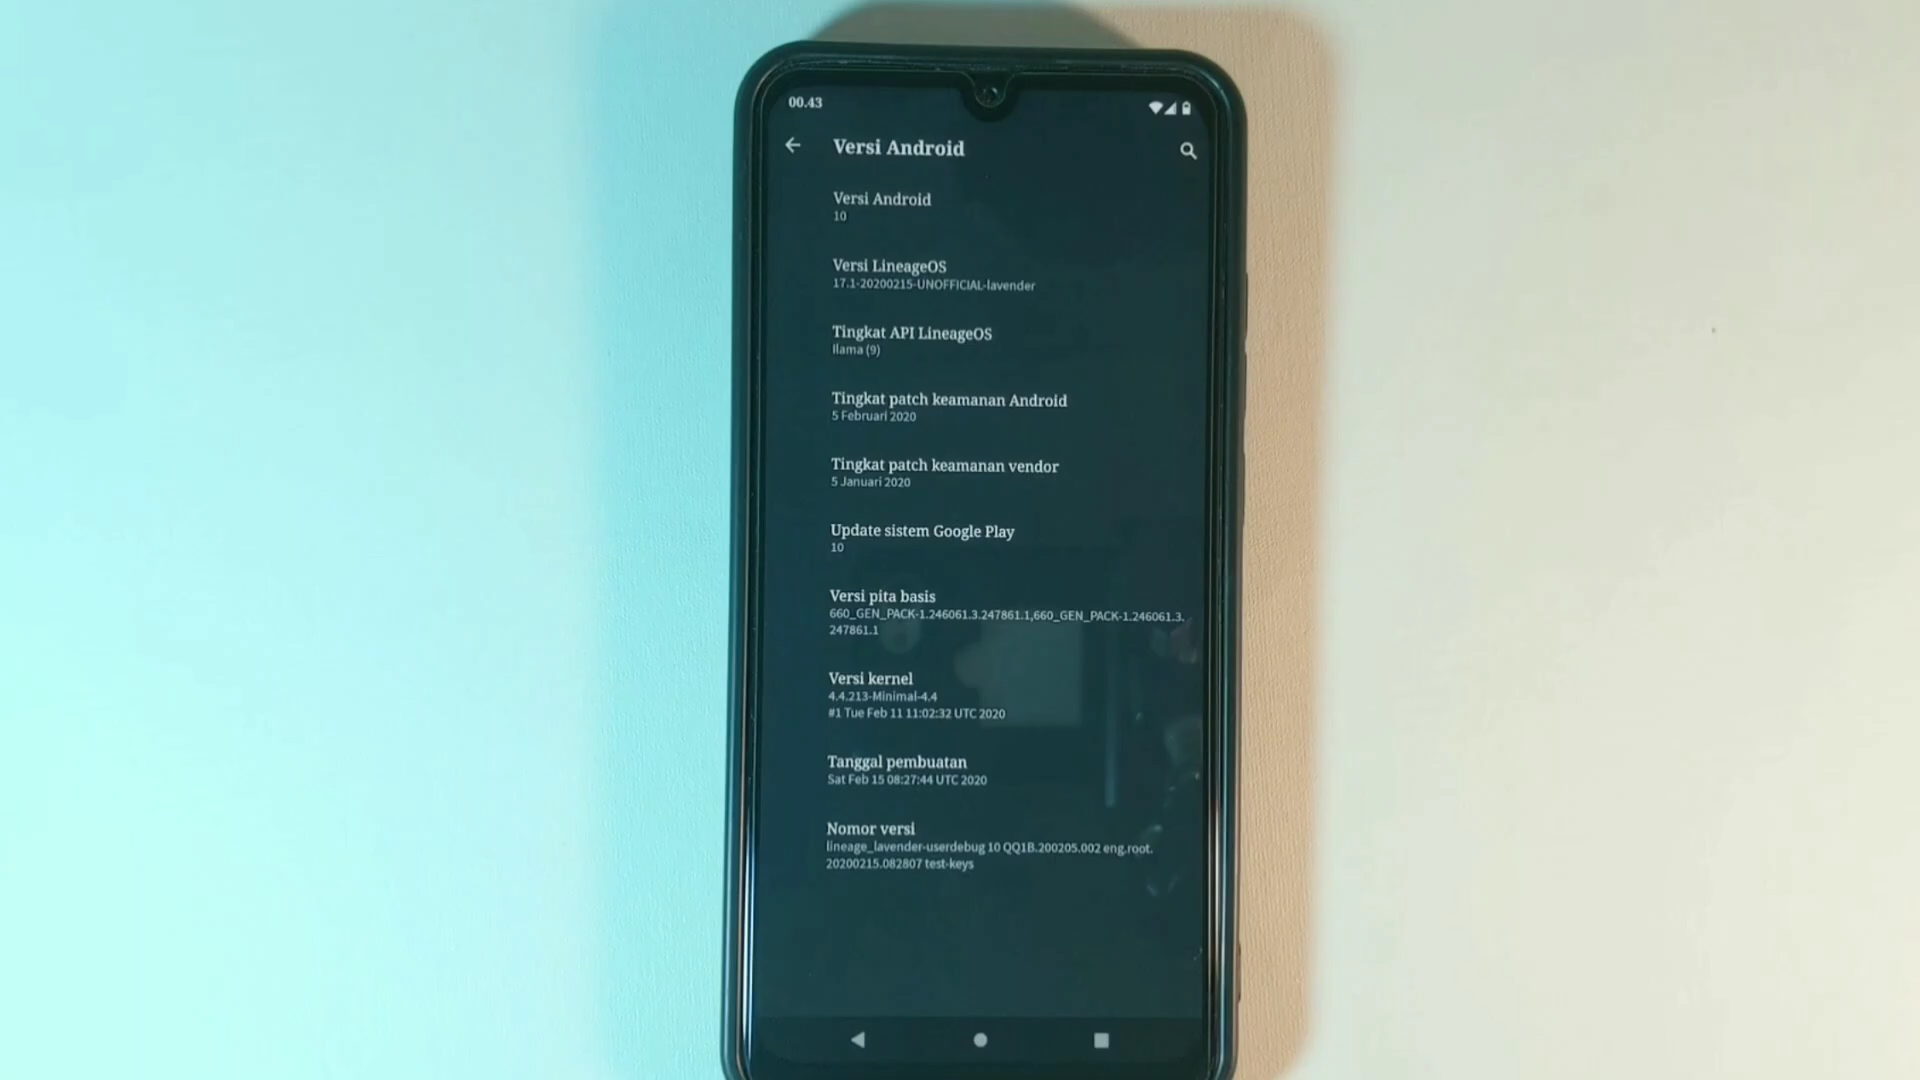 00.43
Versi Android
Versi Android
10
Versi LineageOS
17.1-20200215-UNOFFICIAL-lavender
Tingkat API LineageOS
llama (9)
Tingkat patch keamanan Android
5 Februari 2020
Tingkat patch keamanan vendor
5 Januari 2020
Update sistem Google Play
10
Versi pita basis
660_GEN_PACK-1.246061.3.247861.1,660_GEN_PACK-1.246061.3.
247861.1
Versi kernel
4.4.213-Minimal-4.4
#1 Tue Feb 11 11:02:32 UTC 2020
Tanggal pembuatan
Sat Feb 15 08:27:44 UTC 2020
Nomor versi
lineage_lavender-userdebug 10 QQ1B.200205.002 eng.root.
20200215.082807 test-keys